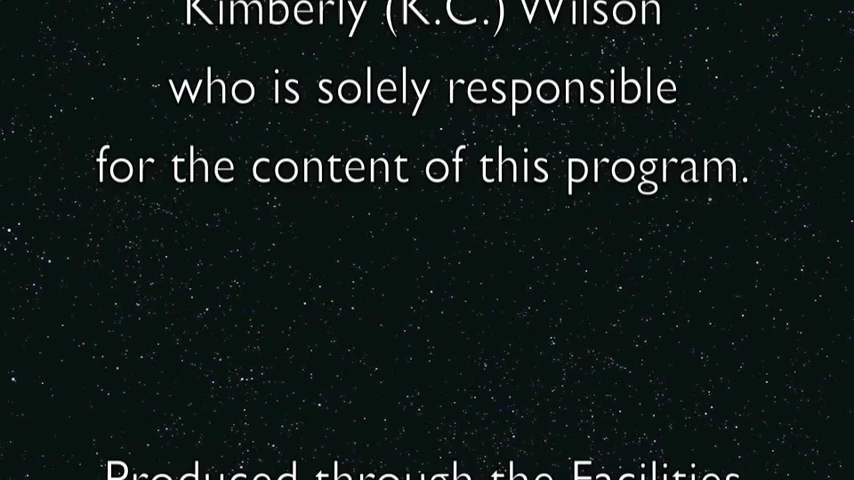 Kimberly (K.C.) Wilson
who is solely responsible
for the content of this program.
Produced through the Facilities